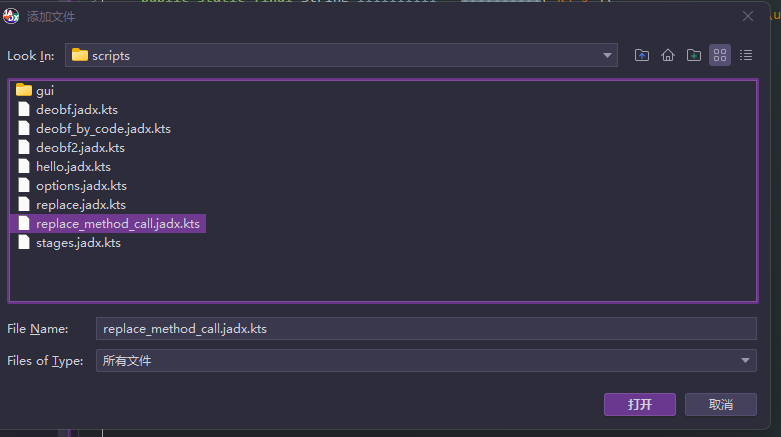 添加文件
Look In: scripts
gui
deobf.jadx.kts
deobf_by_code.jadx.kts
deobf2.jadx.kts
hello.jadx.kts
options.jadx.kts
replace.jadx.kts
replace_method_call.jadx.kts
stages.jadx.kts
File Name: replace_method_call.jadx.kts
Files of Type: 所有文件
打开 取消